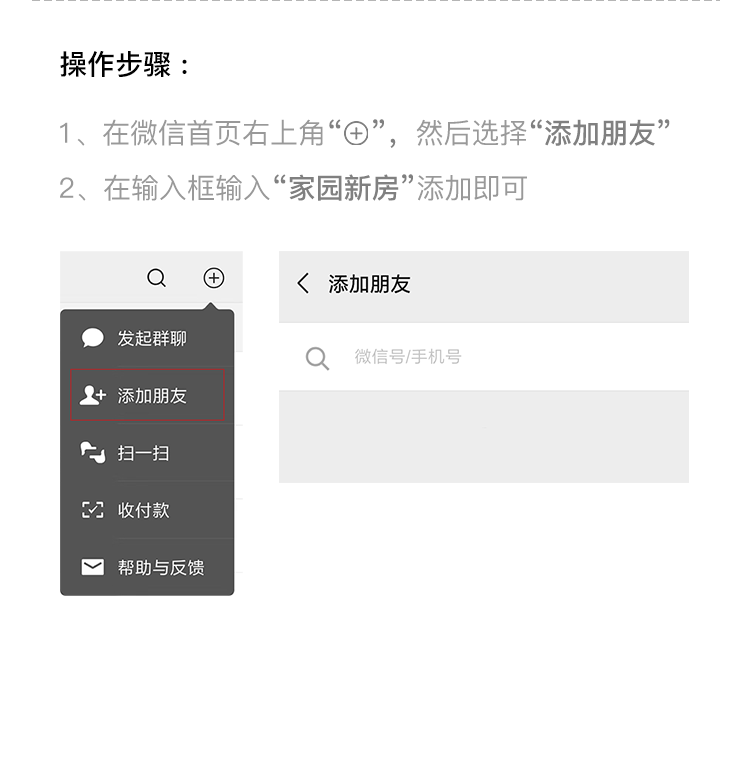 操作步骤：
1、在微信首页右上角“⊕”，然后选择“添加朋友”
2、在输入框输入“家园新房”添加即可
发起群聊
添加朋友
扫一扫
收付款
帮助与反馈
添加朋友
微信号/手机号